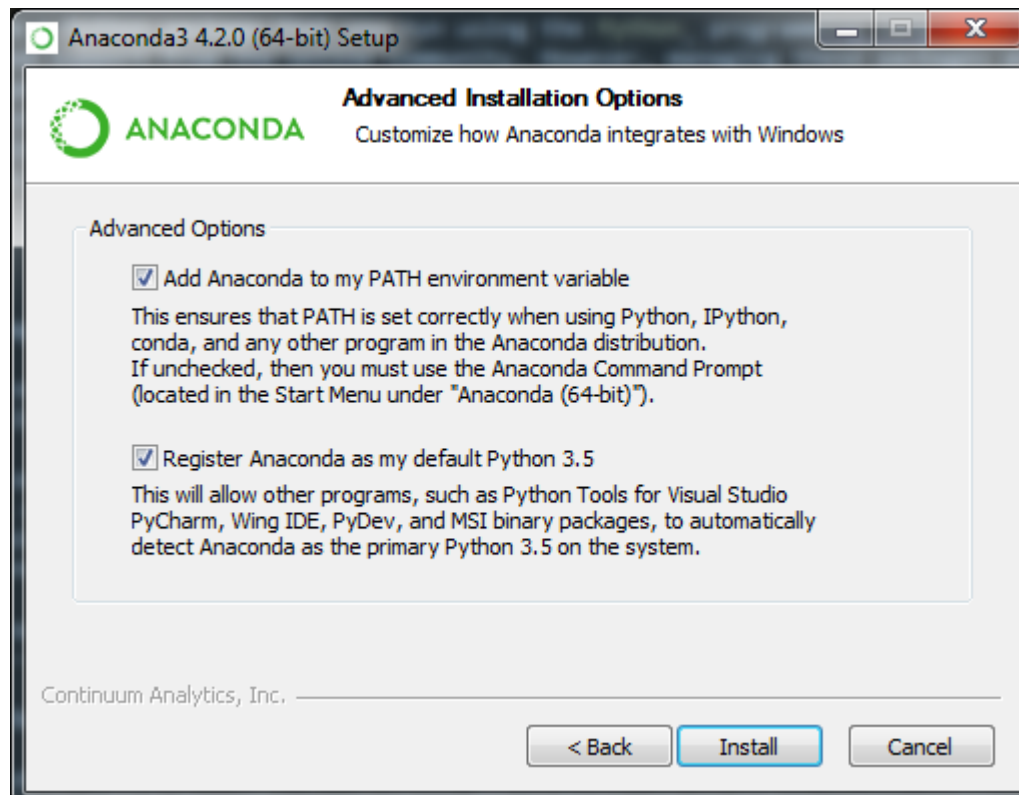 Anaconda3 4.2.0 (64-bit) Setup
ANACONDA
Advanced Installation Options
Customize how Anaconda integrates with Windows
Advanced Options
Add Anaconda to my PATH environment variable
This ensures that PATH is set correctly when using Python, IPython,
conda, and any other program in the Anaconda distribution.
If unchecked, then you must use the Anaconda Command Prompt
(located in the Start Menu under "Anaconda (64-bit)").
Register Anaconda as my default Python 3.5
This will allow other programs, such as Python Tools for Visual Studio
PyCharm, Wing IDE, PyDev, and MSI binary packages, to automatically
detect Anaconda as the primary Python 3.5 on the system.
Continuum Analytics, Inc.
< Back Install Cancel